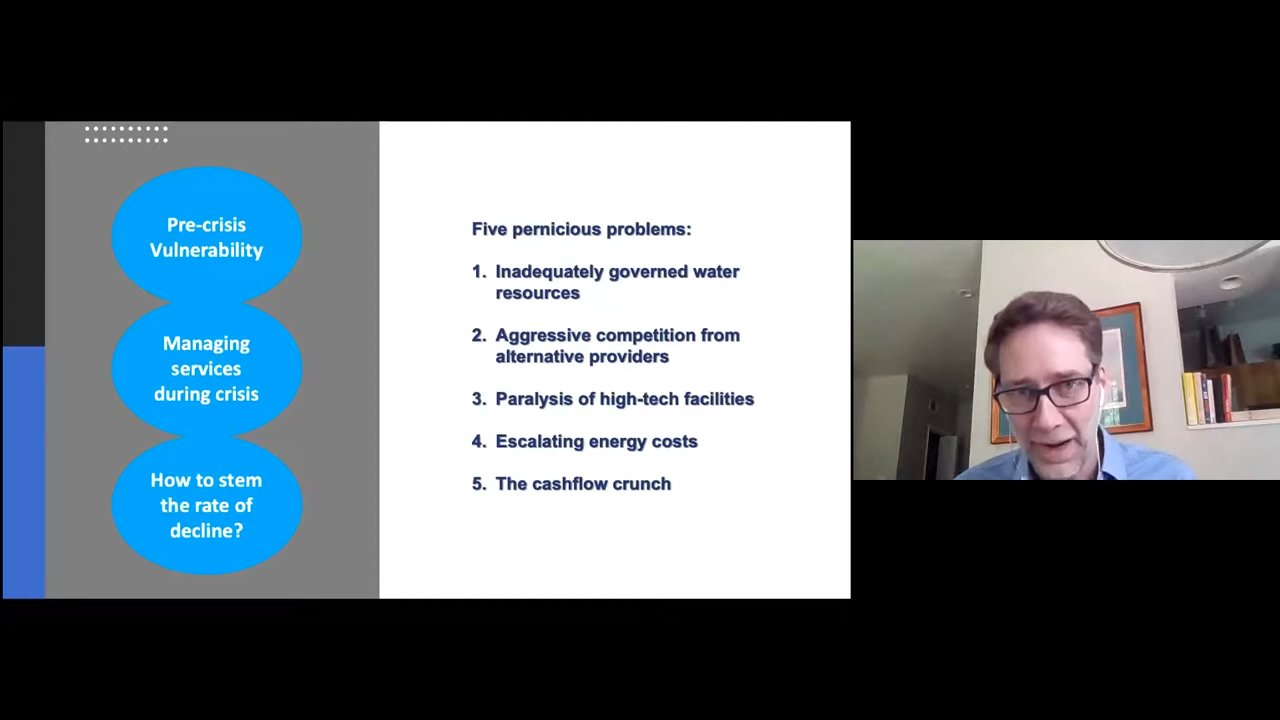 Pre-crisis
Vulnerability
Managing
services
during crisis
How to stem
the rate of
decline?
Five pernicious problems:
1. Inadequately governed water
resources
2. Aggressive competition from
alternative providers
3. Paralysis of high-tech facilities
4. Escalating energy costs
5. The cashflow crunch